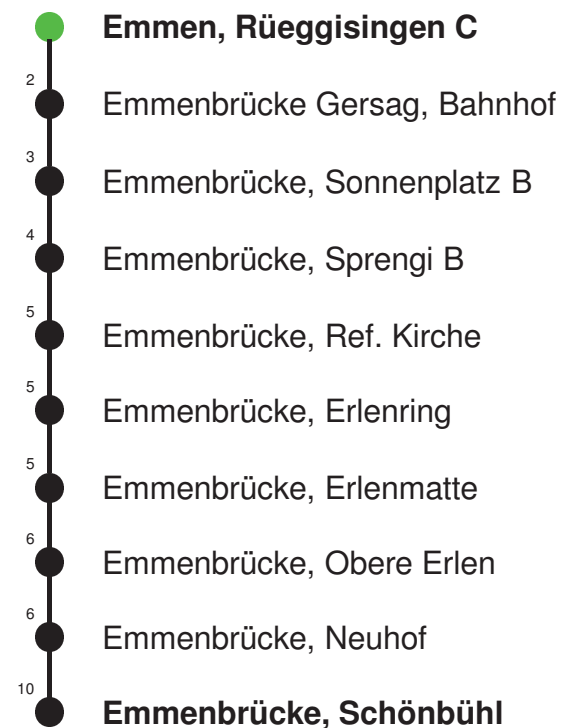 Emmen, Rüeggisingen C
2
Emmenbrücke Gersag, Bahnhof
3
Emmenbrücke, Sonnenplatz B
4
Emmenbrücke, Sprengi B
5
Emmenbrücke, Ref. Kirche
5
Emmenbrücke, Erlenring
5
Emmenbrücke, Erlenmatte
6
Emmenbrücke, Obere Erlen
6
Emmenbrücke, Neuhof
10
Emmenbrücke, Schönbühl